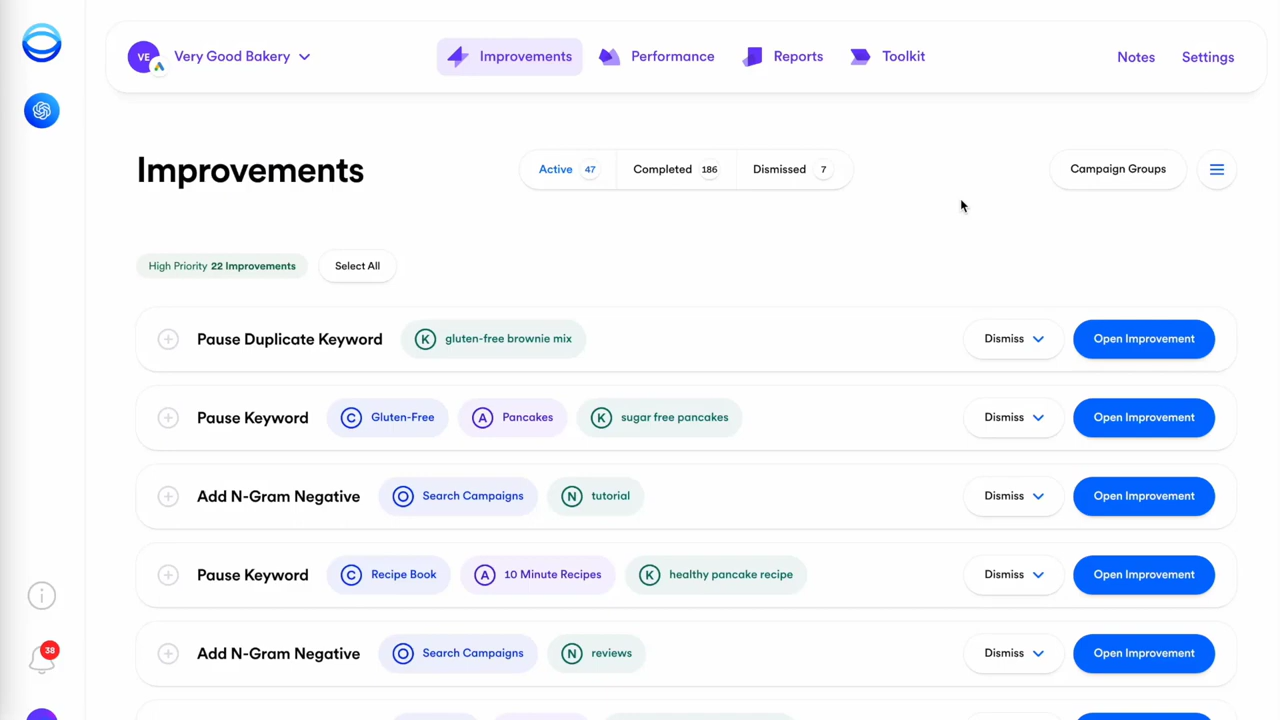 VE Very Good Bakery Improvements Performance Reports Toolkit Notes Settings
Improvements Active 47 Completed 186 Dismissed 7 Campaign Groups
High Priority 22 Improvements Select All
Pause Duplicate Keyword K gluten-free brownie mix Dismiss Open Improvement
Pause Keyword C Gluten-Free A Pancakes K sugar free pancakes Dismiss Open Improvement
Add N-Gram Negative Search Campaigns N tutorial Dismiss Open Improvement
Pause Keyword C Recipe Book A 10 Minute Recipes K healthy pancake recipe Dismiss Open Improvement
38
Add N-Gram Negative Search Campaigns N reviews Dismiss Open Improvement